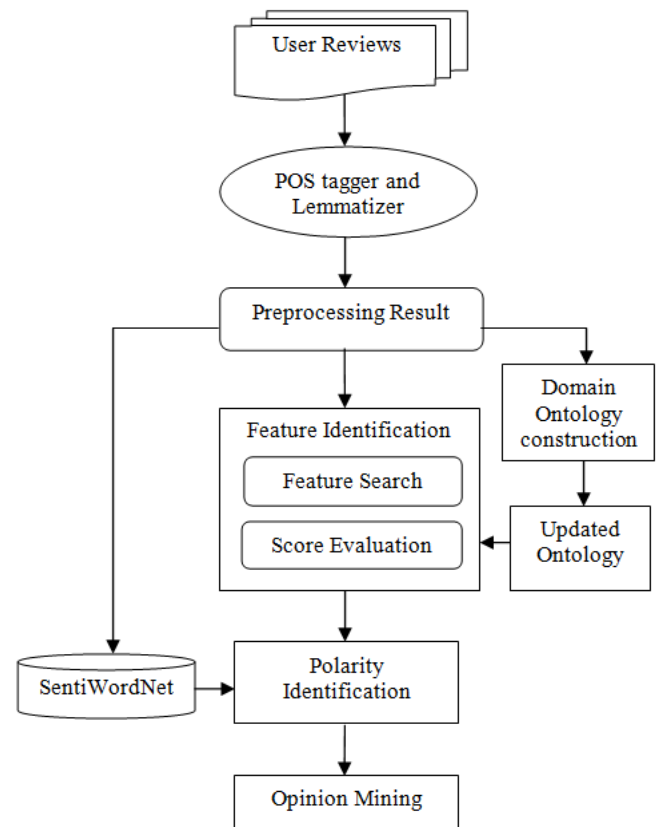 User Reviews
POS tagger and
Lemmatizer
Preprocessing Result
Domain
Ontology
construction
Feature Identification
Feature Search
Score Evaluation
Updated
Ontology
SentiWordNet
Polarity
Identification
Opinion Mining